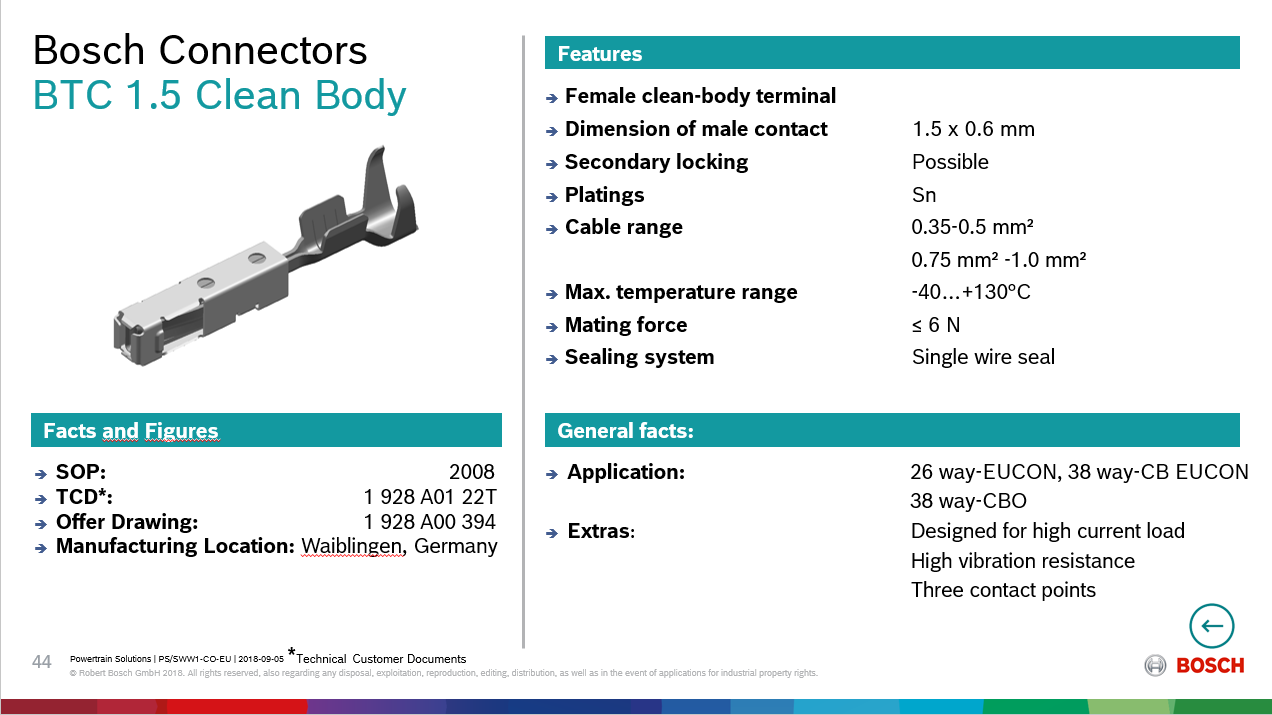 Bosch Connectors
BTC 1.5 Clean Body
Features
Female clean-body terminal
Dimension of male contact 1.5 x 0.6 mm
Secondary locking Possible
Platings Sn
Cable range 0.35-0.5 mm²
0.75 mm² -1.0 mm²
Max. temperature range -40…+130°C
Mating force ≤ 6 N
Sealing system Single wire seal
Facts and Figures
SOP: 2008
TCD*: 1 928 A01 22T
Offer Drawing: 1 928 A00 394
Manufacturing Location: Waiblingen, Germany
General facts:
Application: 26 way-EUCON, 38 way-CB EUCON
38 way-CBO
Extras: Designed for high current load
High vibration resistance
Three contact points
44 Powertrain Solutions | PS/SWW1-CO-EU | 2018-09-05 *Technical Customer Documents
© Robert Bosch GmbH 2018. All rights reserved, also regarding any disposal, exploitation, reproduction, editing, distribution, as well as in the event of applications for industrial property rights.
BOSCH